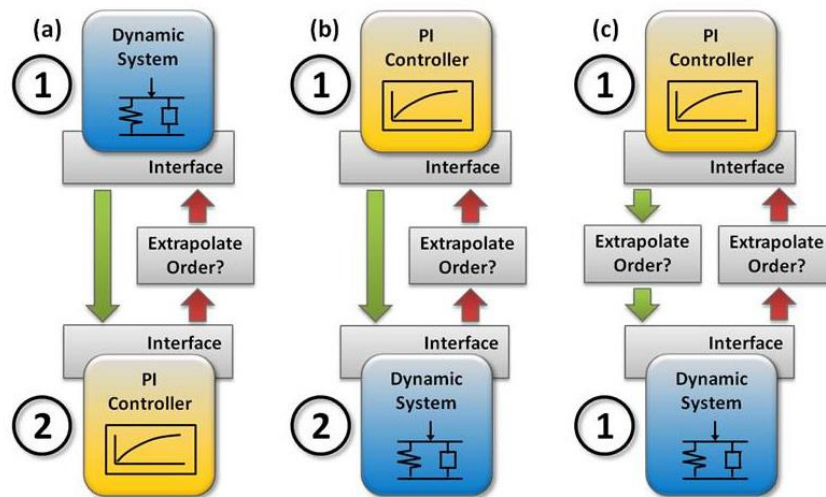 (a)
Dynamic
System
1
Interface
Extrapolate
Order?
Interface
PI
Controller
2
(b)
PI
Controller
1
Interface
Extrapolate
Order?
Interface
Dynamic
System
2
(c)
PI
Controller
1
Interface
Extrapolate
Order?
Extrapolate
Order?
Interface
Dynamic
System
1